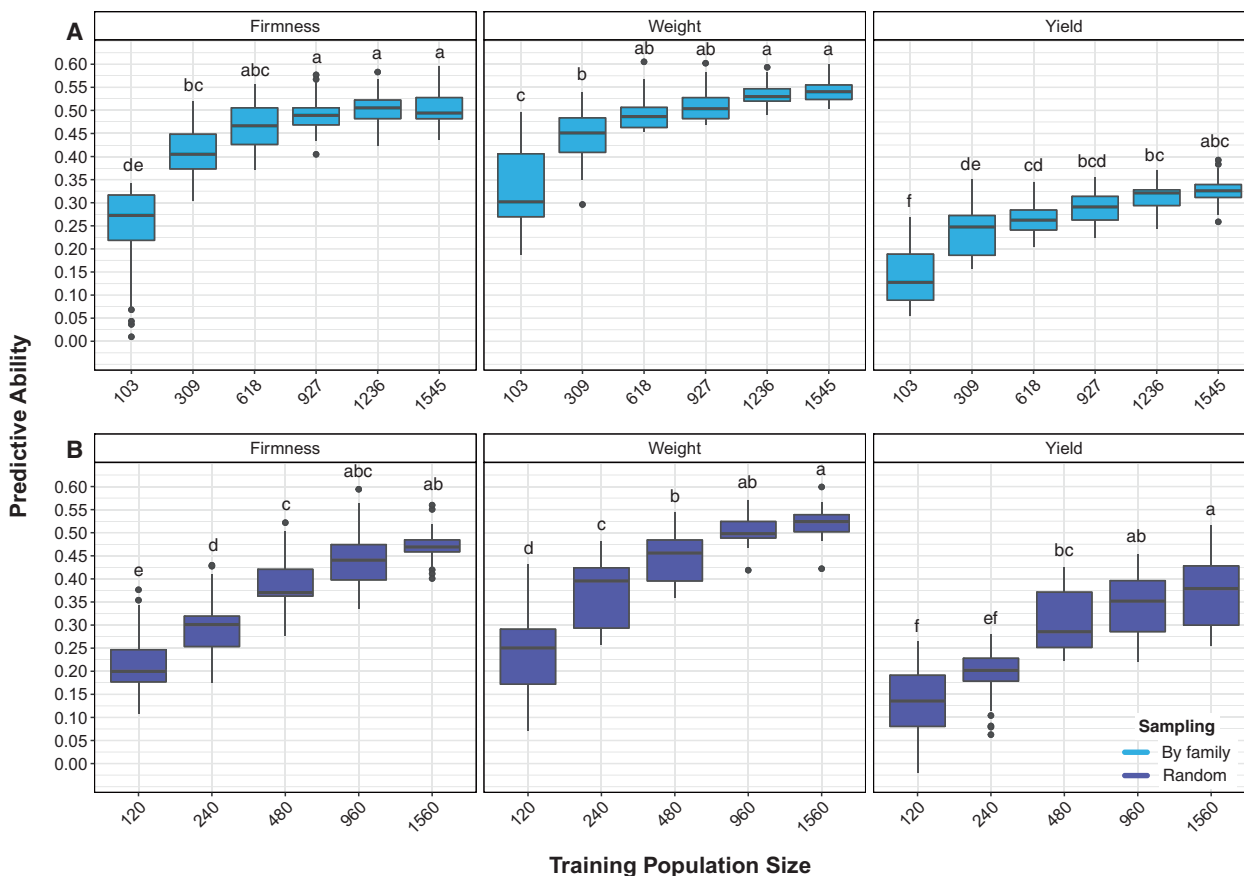 A
Firmness Weight Yield
de bc abc a a a
c b ab ab a a
f de cd bcd bc abc
0.60
0.55
0.50
0.45
0.40
0.35
0.30
0.25
0.20
0.15
0.10
0.05
0.00
103 309 618 927 1236 1545 103 309 618 927 1236 1545 103 309 618 927 1236 1545
Predictive Ability
B
Firmness Weight Yield
e d c abc ab
d c b ab a
f ef bc ab a
0.60
0.55
0.50
0.45
0.40
0.35
0.30
0.25
0.20
0.15
0.10
0.05
0.00
Sampling
By family
Random
120 240 480 960 1560 120 240 480 960 1560 120 240 480 960 1560
Training Population Size